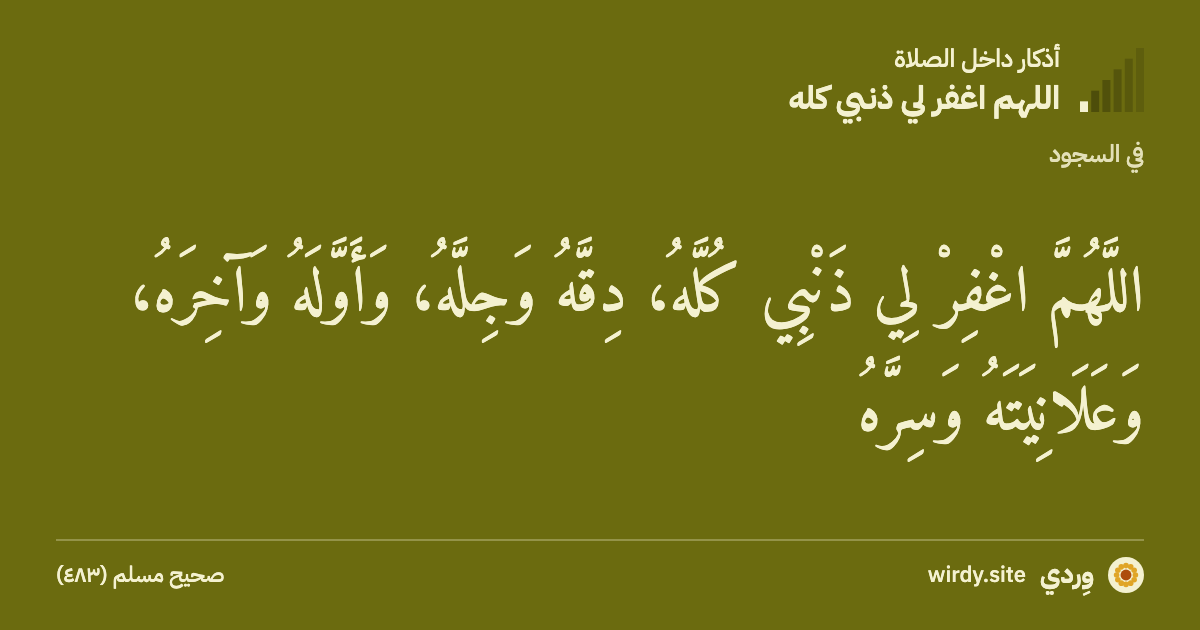 أذكار داخل الصلاة
اللهم اغفر لي ذنبي كله
في السجود
اللَّهُمَّ اغْفِرْ لِي ذَنْبِي كُلَّهُ، دِقَّهُ وَجِلَّهُ، وَأَوَّلَهُ وَآخِرَهُ،
وَعَلَانِيَتَهُ وَسِرَّهُ
وِردي wirdy.site
صحيح مسلم (٤٨٣)